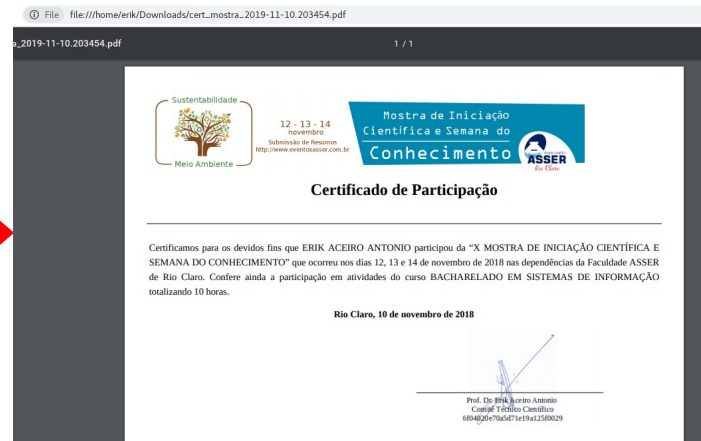 File file:///home/erik/Downloads/cert_mostra_2019-11-10.203454.pdf
a_2019-11-10.203454.pdf 1 / 1
Sustentabilidade
Meio Ambiente
12 - 13 - 14
novembro
Submissão de Resumos
http://www.eventosasser.com.br
Mostra de Iniciação
Científica e Semana do
Conhecimento
ASSER
Rio Claro
Certificado de Participação
Certificamos para os devidos fins que ERIK ACEIRO ANTONIO participou da “X MOSTRA DE INICIAÇÃO CIENTÍFICA E
SEMANA DO CONHECIMENTO” que ocorreu nos dias 12, 13 e 14 de novembro de 2018 nas dependências da Faculdade ASSER
de Rio Claro. Confere ainda a participação em atividades do curso BACHARELADO EM SISTEMAS DE INFORMAÇÃO
totalizando 10 horas.
Rio Claro, 10 de novembro de 2018
Prof. Dr. Erik Aceiro Antonio
Comitê Técnico Científico
6f04020e70a5d71e19a125f0029